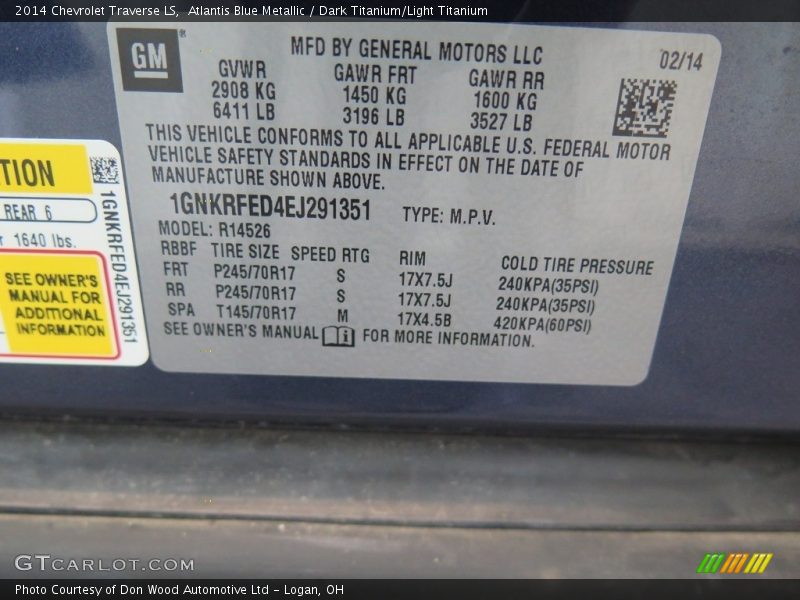 2014 Chevrolet Traverse LS, Atlantis Blue Metallic / Dark Titanium/Light Titanium
GM®
MFD BY GENERAL MOTORS LLC
02/14
GVWR GAWR FRT GAWR RR
2908 KG 1450 KG 1600 KG
6411 LB 3196 LB 3527 LB
THIS VEHICLE CONFORMS TO ALL APPLICABLE U.S. FEDERAL MOTOR
VEHICLE SAFETY STANDARDS IN EFFECT ON THE DATE OF
MANUFACTURE SHOWN ABOVE.
1GNKRFED4EJ291351 TYPE: M.P.V.
MODEL: R14526
RBBF TIRE SIZE SPEED RTG RIM COLD TIRE PRESSURE
FRT P245/70R17 S 17X7.5J 240KPA(35PSI)
RR P245/70R17 S 17X7.5J 240KPA(35PSI)
SPA T145/70R17 M 17X4.5B 420KPA(60PSI)
SEE OWNER'S MANUAL FOR MORE INFORMATION.
TION
REAR 6
r 1640 lbs.
SEE OWNER'S
MANUAL FOR
ADDITIONAL
INFORMATION
1GNKRFED4EJ291351
GTCARLOT.COM
Photo Courtesy of Don Wood Automotive Ltd - Logan, OH